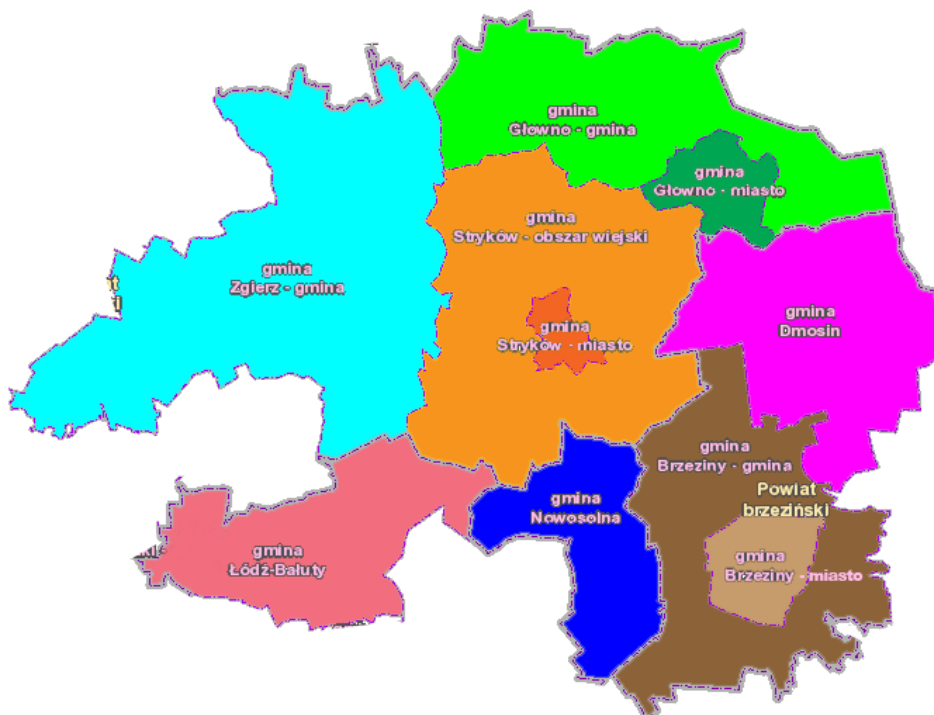 gmina
Głowno - gmina
gmina
Głowno - miasto
gmina
Stryków - obszar wiejski
gmina
Zgierz - gmina
gmina
Dmosin
gmina
Stryków - miasto
gmina
Brzeziny - gmina
Powiat
brzeziński
gmina
Nowosolna
gmina
Łódź-Bałuty
gmina
Brzeziny - miasto